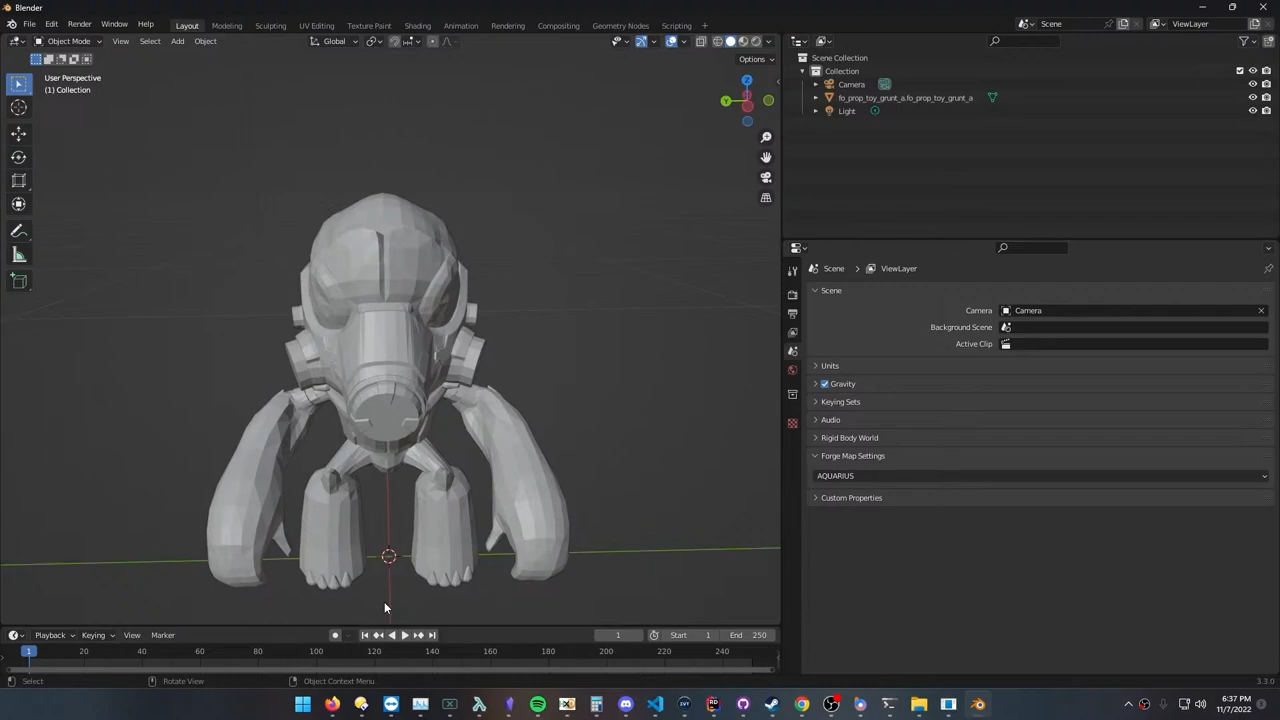 Blender
File Edit Render Window Help
Layout Modeling Sculpting UV Editing Texture Paint Shading Animation Rendering Compositing Geometry Nodes Scripting +
Scene
ViewLayer
Object Mode View Select Add Object
Global
Options
User Perspective
(1) Collection
Z
Y
Scene Collection
Collection
Camera
fo_prop_toy_grunt_a.fo_prop_toy_grunt_a
Light
Scene > ViewLayer
Scene
Camera Camera
Background Scene
Active Clip
Units
Gravity
Keying Sets
Audio
Rigid Body World
Forge Map Settings
AQUARIUS
Custom Properties
Playback Keying View Marker
1 Start 1 End 250
1 20 40 60 80 100 120 140 160 180 200 220 240
Select Rotate View Object Context Menu 3.3.0
6:37 PM
11/7/2022